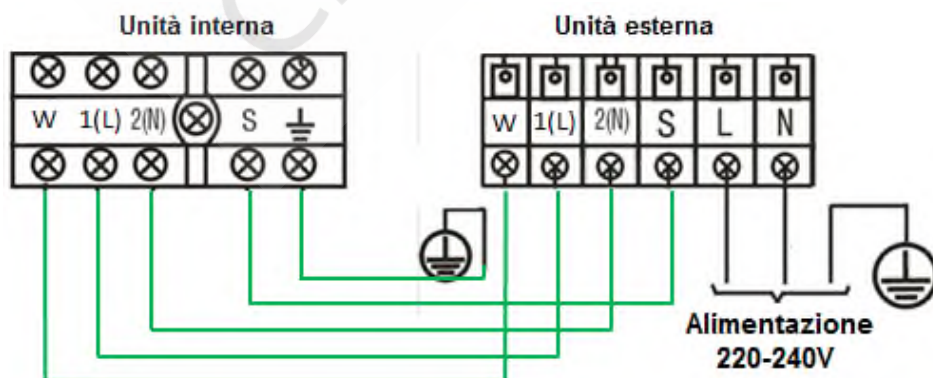 Unità interna
Unità esterna
W 1(L) 2(N) S
W 1(L) 2(N) S L N
Alimentazione
220-240V